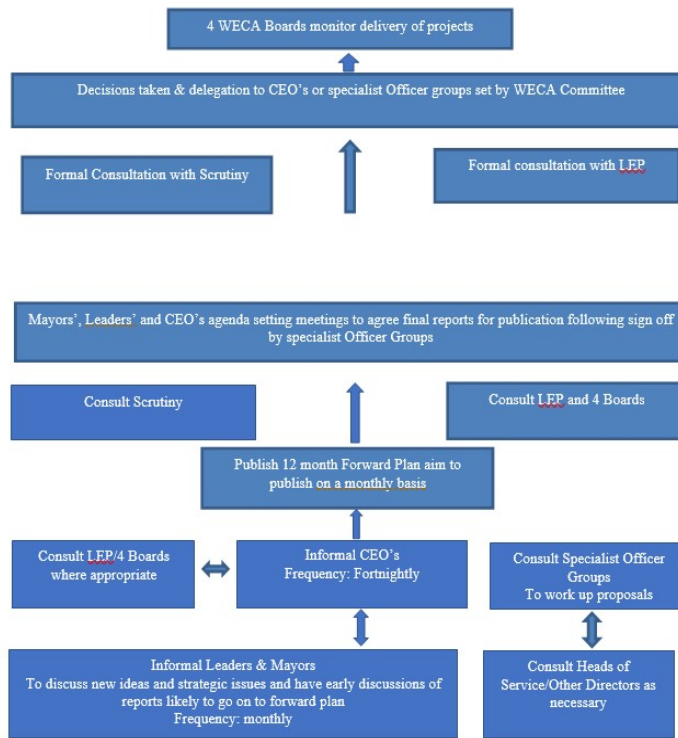 4 WECA Boards monitor delivery of projects
Decisions taken & delegation to CEO’s or specialist Officer groups set by WECA Committee
Formal Consultation with Scrutiny
Formal consultation with LEP
Mayors’, Leaders’ and CEO’s agenda setting meetings to agree final reports for publication following sign off
by specialist Officer Groups
Consult Scrutiny
Consult LEP and 4 Boards
Publish 12 month Forward Plan aim to
publish on a monthly basis
Consult LEP/4 Boards
where appropriate
Informal CEO’s
Frequency: Fortnightly
Consult Specialist Officer
Groups
To work up proposals
Informal Leaders & Mayors
To discuss new ideas and strategic issues and have early discussions of
reports likely to go on to forward plan
Frequency: monthly
Consult Heads of
Service/Other Directors as
necessary